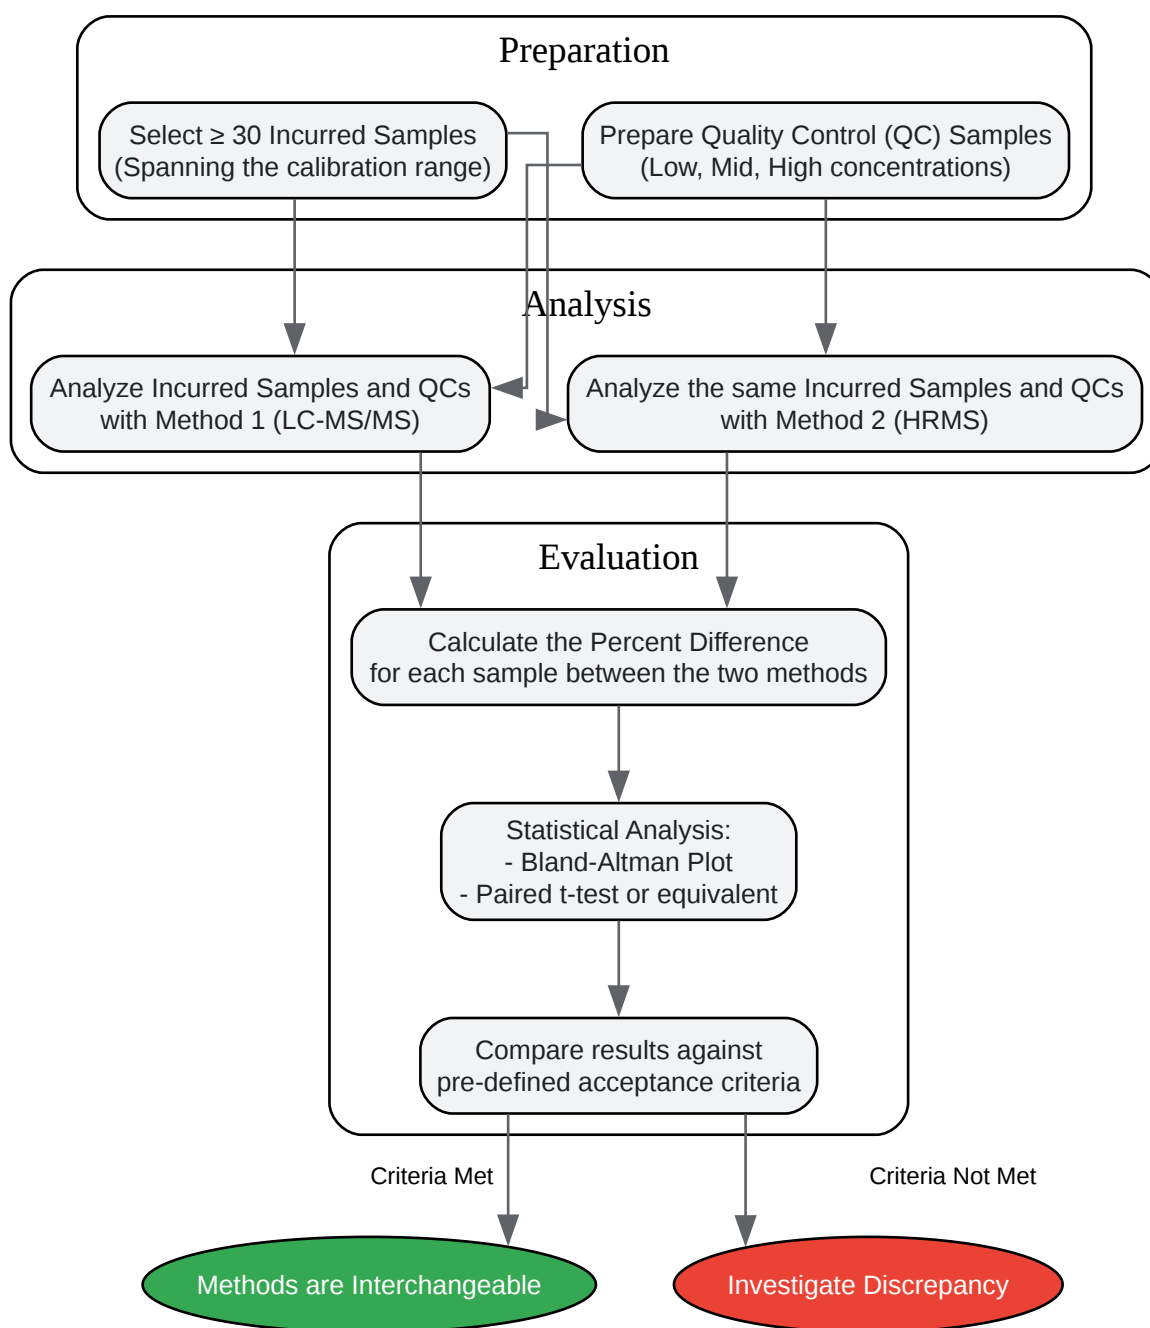 Preparation
Select ≥ 30 Incurred Samples
(Spanning the calibration range)
Prepare Quality Control (QC) Samples
(Low, Mid, High concentrations)
Analysis
Analyze Incurred Samples and QCs
with Method 1 (LC-MS/MS)
Analyze the same Incurred Samples and QCs
with Method 2 (HRMS)
Evaluation
Calculate the Percent Difference
for each sample between the two methods
Statistical Analysis:
- Bland-Altman Plot
- Paired t-test or equivalent
Compare results against
pre-defined acceptance criteria
Criteria Met
Criteria Not Met
Methods are Interchangeable
Investigate Discrepancy